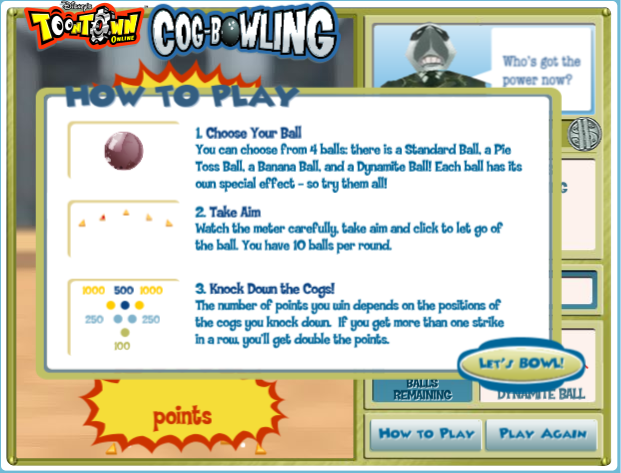 Disney's
TOONTOWN
ONLINE
COG-BOWLING
Who's got the
power now?
HOW TO PLAY
1. Choose Your Ball
You can choose from 4 balls: there is a Standard Ball, a Pie
Toss Ball, a Banana Ball, and a Dynamite Ball! Each ball has its
own special effect - so try them all!
2. Take Aim
Watch the meter carefully, take aim and click to let go of
the ball. You have 10 balls per round.
1000 500 1000
250 250
100
3. Knock Down the Cogs!
The number of points you win depends on the positions of
the cogs you knock down. If you get more than one strike
in a row, you'll get double the points.
LET'S BOWL!
points
BALLS
REMAINING
DYNAMITE BALL
HOW TO PLAY
PLAY AGAIN